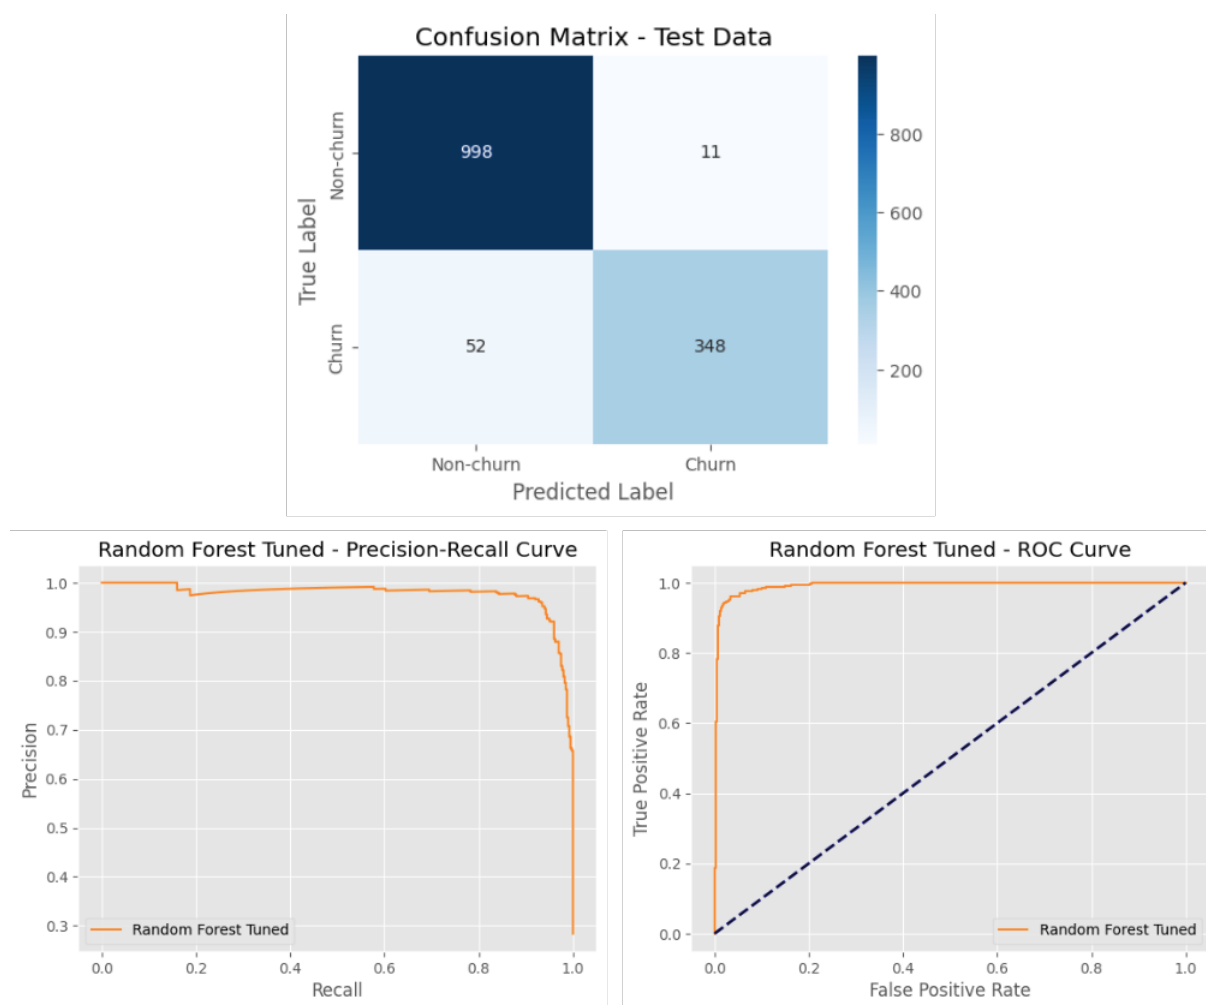 Confusion Matrix - Test Data
Non-churn
Churn
True Label
998
11
52
348
Non-churn
Churn
Predicted Label
800
600
400
200
Random Forest Tuned - Precision-Recall Curve
1.0
0.9
0.8
0.7
0.6
0.5
0.4
0.3
Precision
Random Forest Tuned
0.0
0.2
0.4
0.6
0.8
1.0
Recall
Random Forest Tuned - ROC Curve
1.0
0.8
0.6
0.4
0.2
0.0
True Positive Rate
Random Forest Tuned
0.0
0.2
0.4
0.6
0.8
1.0
False Positive Rate